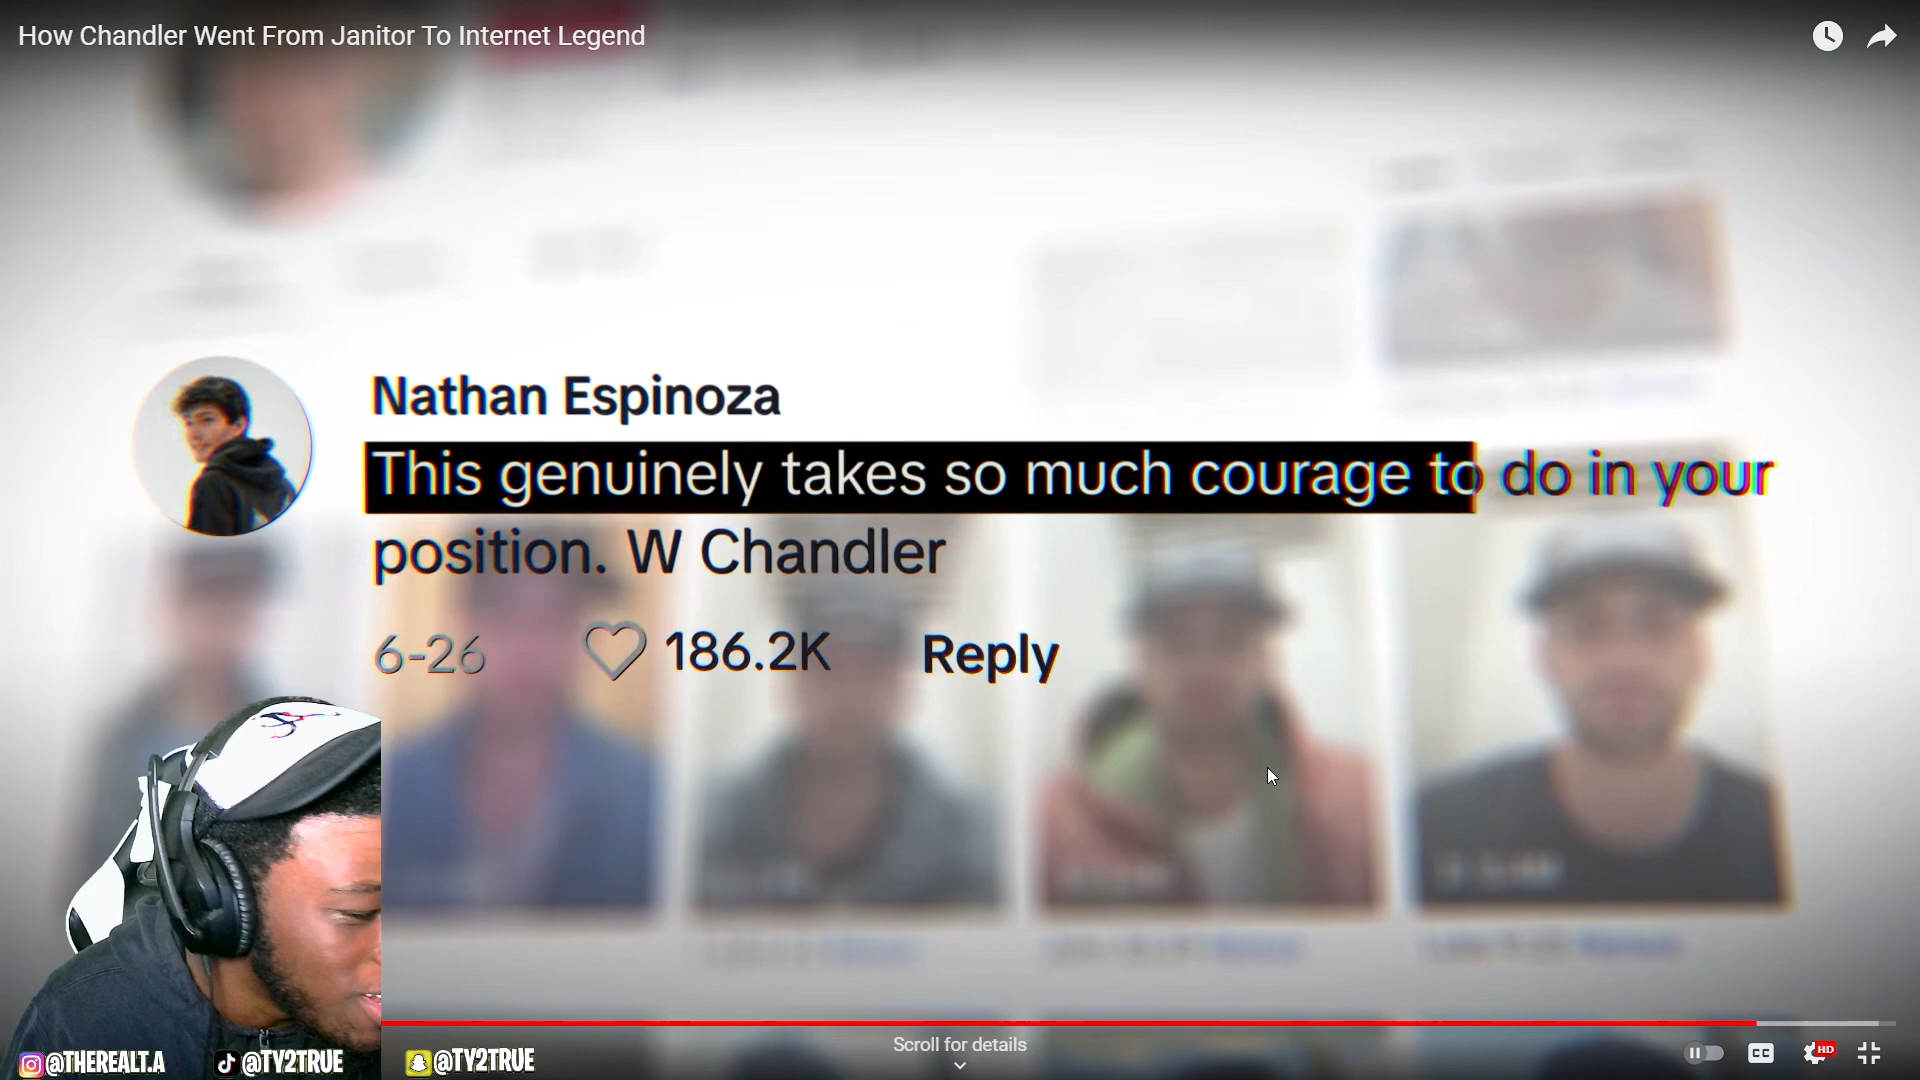 How Chandler Went From Janitor To Internet Legend
Nathan Espinoza
This genuinely takes so much courage to do in your
position. W Chandler
6-26 186.2K Reply
Scroll for details
CC HD
@THEREALT.A @TY2TRUE @TY2TRUE